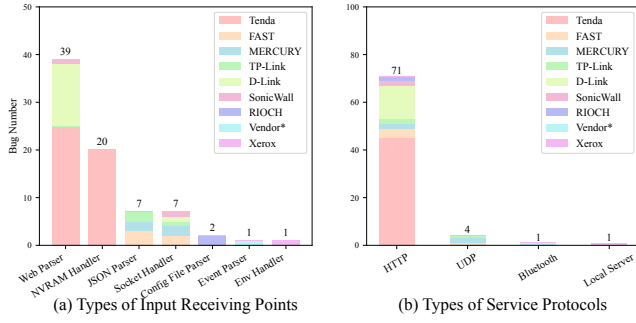 50
40
30
20
10
0
Bug Number
39
20
7
7
2
1
1
Tenda
FAST
MERCURY
TP-Link
D-Link
SonicWall
RIOCH
Vendor*
Xerox
Web Parser
NVRAM Handler
JSON Parser
Socket Handler
Config File Parser
Event Parser
Env Handler
(a) Types of Input Receiving Points
100
80
60
40
20
0
71
4
1
1
Tenda
FAST
MERCURY
TP-Link
D-Link
SonicWall
RIOCH
Vendor*
Xerox
HTTP
UDP
Bluetooth
Local Server
(b) Types of Service Protocols